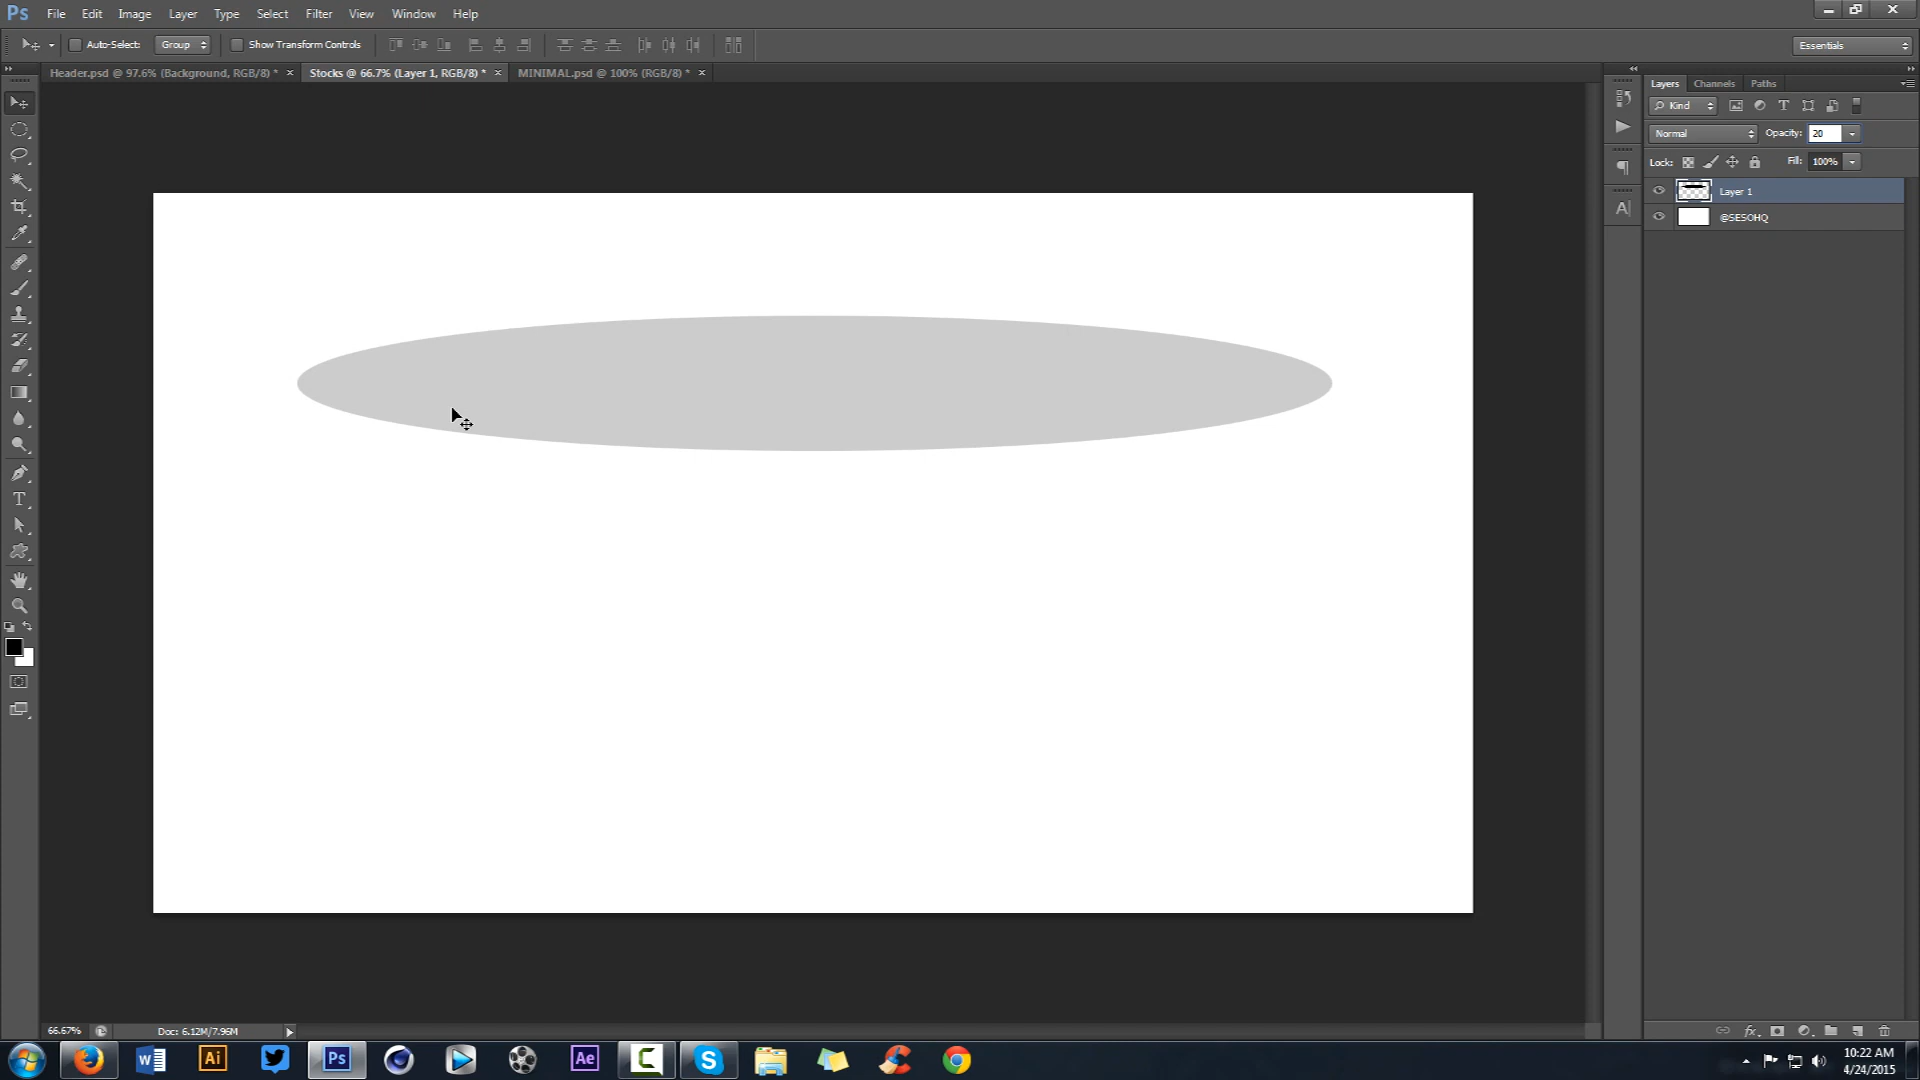 Ps File Edit Image Layer Type Select Filter View Window Help
Auto-Select: Group Show Transform Controls Essentials
Header.psd @ 97.6% (Background, RGB/8) * × Stocks @ 66.7% (Layer 1, RGB/8) * × MINIMAL.psd @ 100% (RGB/8) * ×
Layers Channels Paths
Kind
Normal Opacity: 20
Lock: Fill: 100%
Layer 1
@SESOHQ
66.67% Doc: 6.12M/7.96M
Ai Ps Ae
10:22 AM
4/24/2015